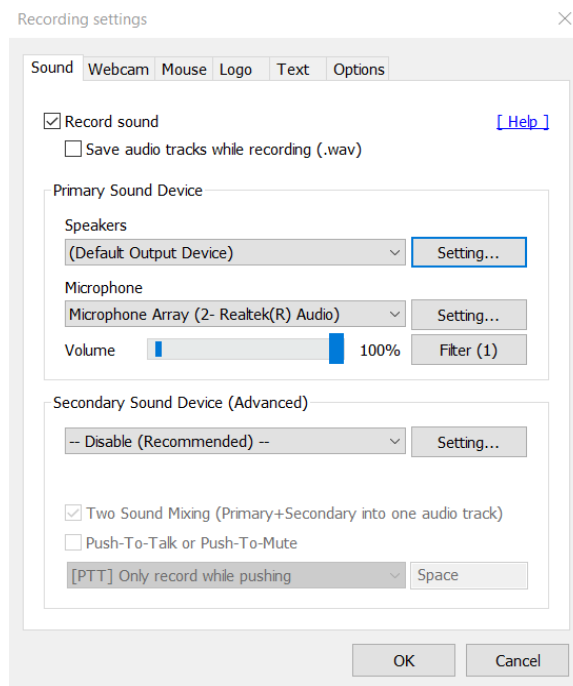 Recording settings
Sound Webcam Mouse Logo Text Options
Record sound [ Help ]
Save audio tracks while recording (.wav)
Primary Sound Device
Speakers
(Default Output Device) Setting...
Microphone
Microphone Array (2- Realtek(R) Audio) Setting...
Volume 100% Filter (1)
Secondary Sound Device (Advanced)
-- Disable (Recommended) -- Setting...
Two Sound Mixing (Primary+Secondary into one audio track)
Push-To-Talk or Push-To-Mute
[PTT] Only record while pushing Space
OK Cancel